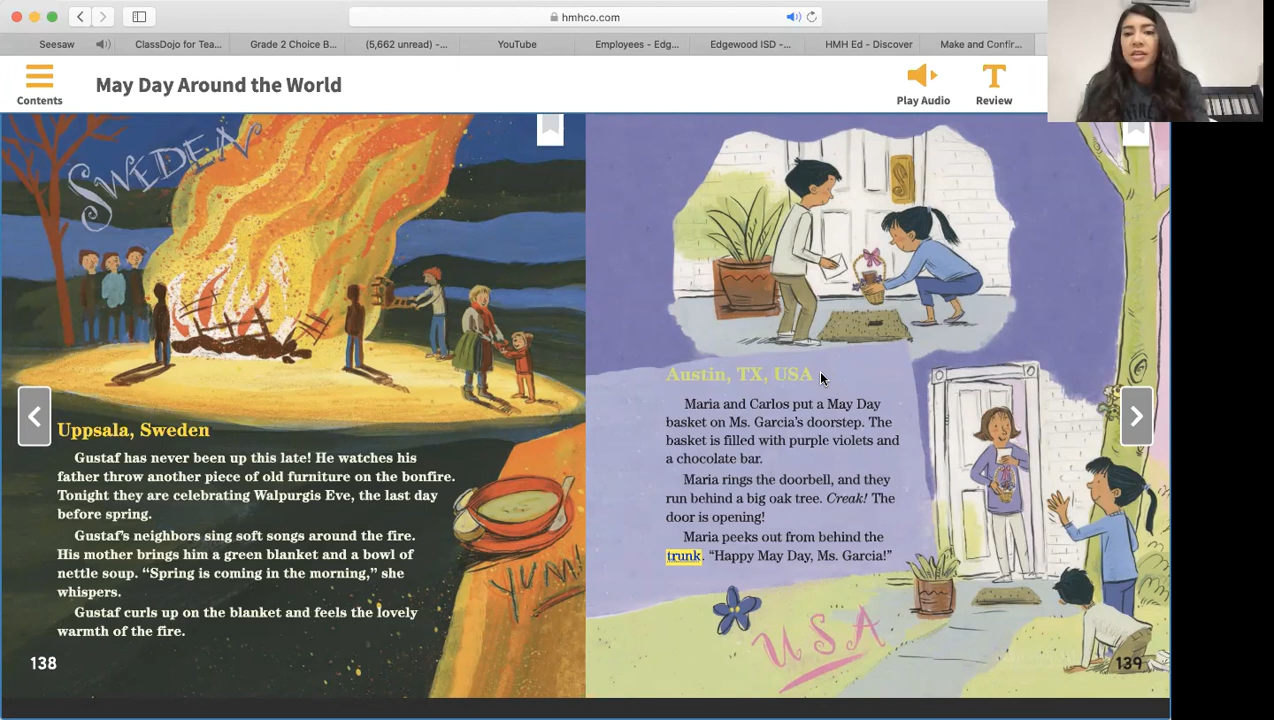 hmhco.com
Seesaw
ClassDojo for Tea...
Grade 2 Choice B...
(5,662 unread) -...
YouTube
Employees - Edg...
Edgewood ISD -...
HMH Ed - Discover
Make and Confir...
Contents
May Day Around the World
Play Audio
T
Review
SWEDEN
Uppsala, Sweden
Gustaf has never been up this late! He watches his
father throw another piece of old furniture on the bonfire.
Tonight they are celebrating Walpurgis Eve, the last day
before spring.
Gustaf's neighbors sing soft songs around the fire.
His mother brings him a green blanket and a bowl of
nettle soup. "Spring is coming in the morning," she
whispers.
Gustaf curls up on the blanket and feels the lovely
warmth of the fire.
YUM!
138
Austin, TX, USA
Maria and Carlos put a May Day
basket on Ms. Garcia's doorstep. The
basket is filled with purple violets and
a chocolate bar.
Maria rings the doorbell, and they
run behind a big oak tree. Creak! The
door is opening!
Maria peeks out from behind the
trunk. "Happy May Day, Ms. Garcia!"
USA
139